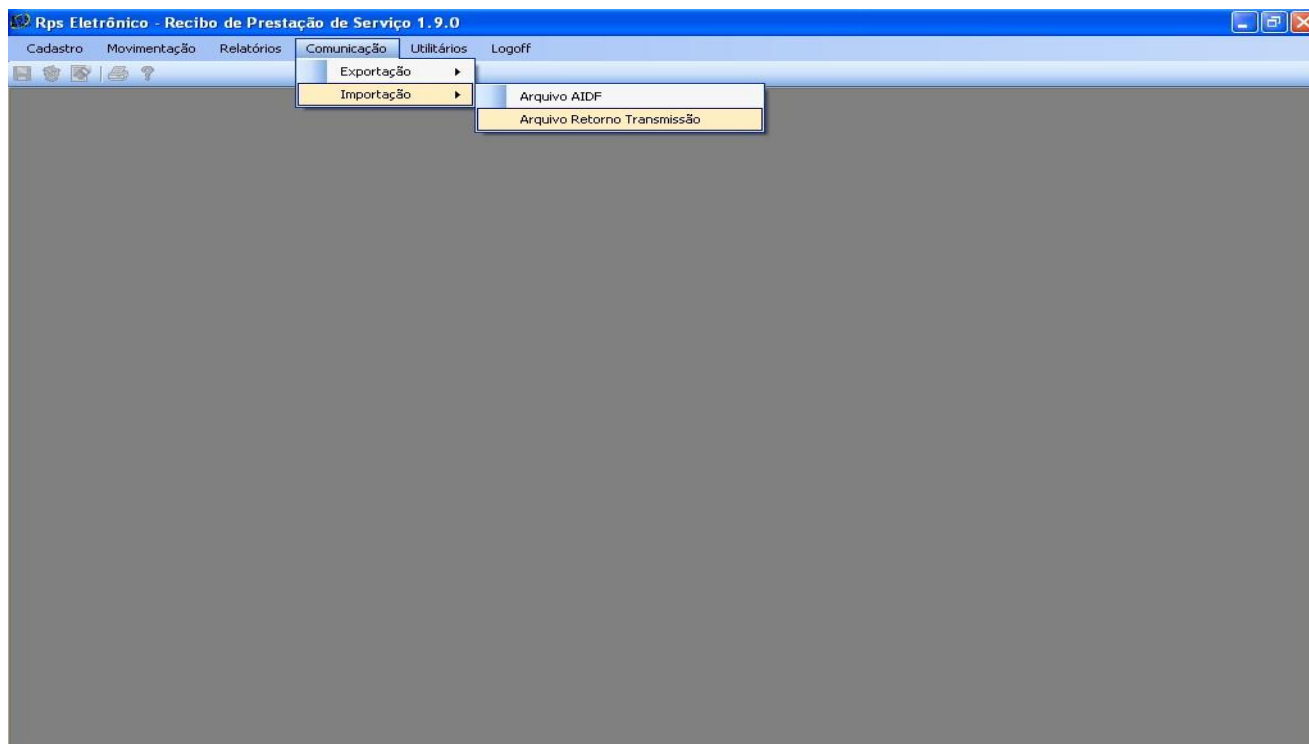 Rps Eletrônico - Recibo de Prestação de Serviço 1.9.0
Cadastro Movimentação Relatórios Comunicação Utilitários Logoff
Exportação
Importação
Arquivo AIDF
Arquivo Retorno Transmissão